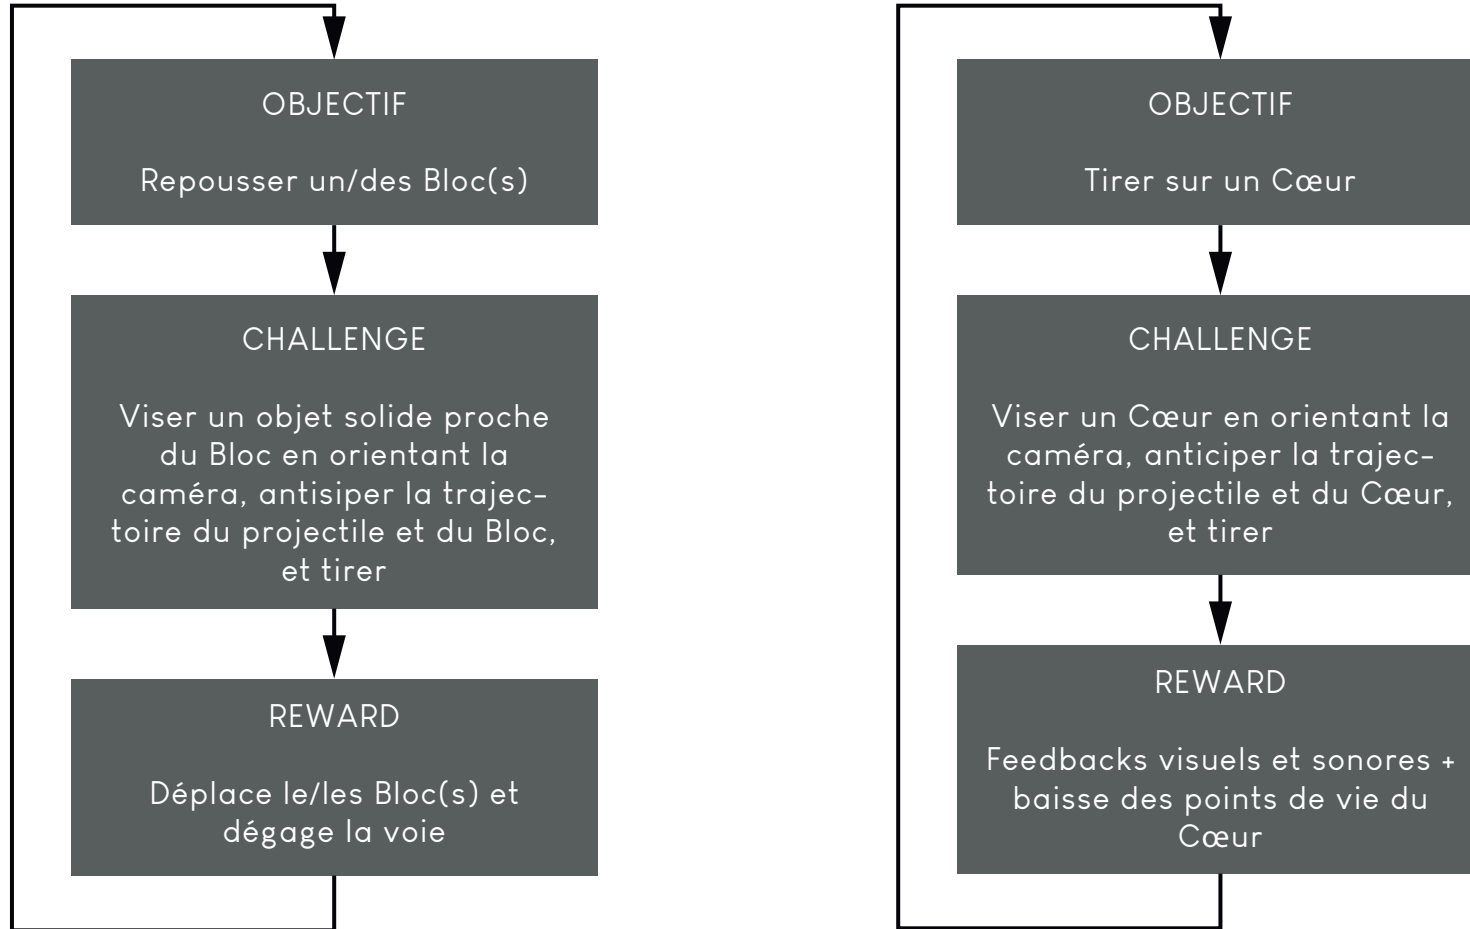 OBJECTIF
Repousser un/des Bloc(s)
CHALLENGE
Viser un objet solide proche
du Bloc en orientant la
caméra, antisiper la trajec-
toire du projectile et du Bloc,
et tirer
REWARD
Déplace le/les Bloc(s) et
dégage la voie
OBJECTIF
Tirer sur un Cœur
CHALLENGE
Viser un Cœur en orientant la
caméra, anticiper la trajec-
toire du projectile et du Cœur,
et tirer
REWARD
Feedbacks visuels et sonores +
baisse des points de vie du
Cœur